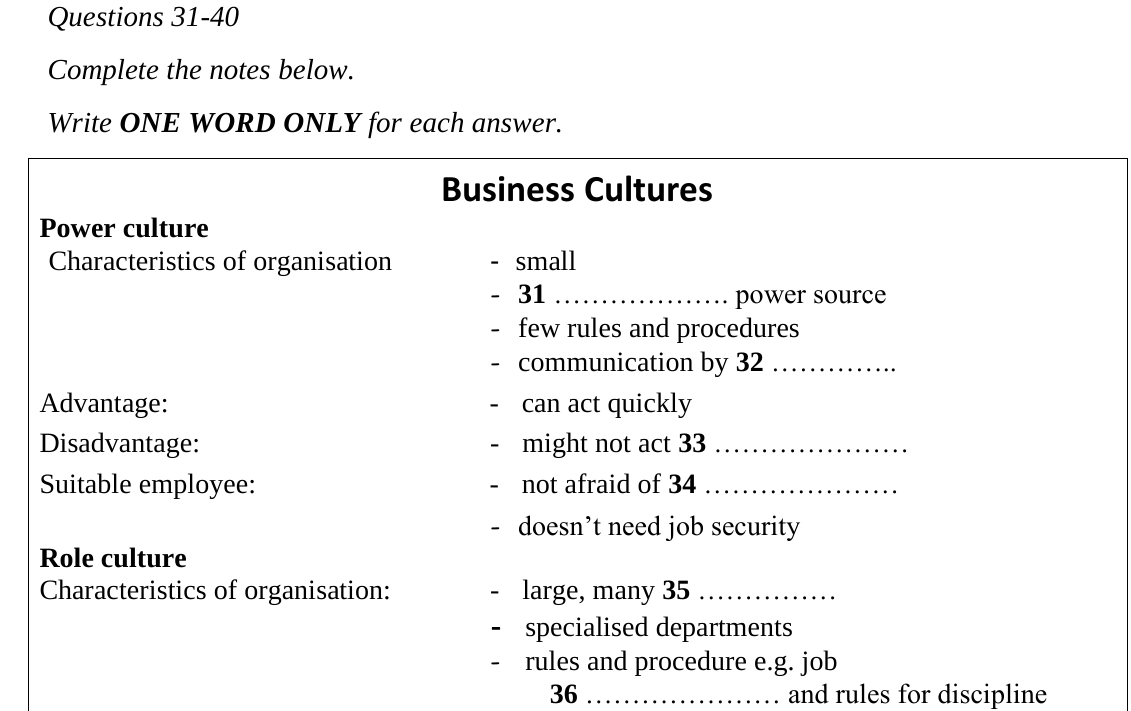 Questions 31-40
Complete the notes below.
Write ONE WORD ONLY for each answer.
Business Cultures
Power culture
Characteristics of organisation - small
- 31 ………………. power source
- few rules and procedures
- communication by 32 …………..
Advantage: - can act quickly
Disadvantage: - might not act 33 …………………
Suitable employee: - not afraid of 34 …………………
- doesn’t need job security
Role culture
Characteristics of organisation: - large, many 35 ……………
- specialised departments
- rules and procedure e.g. job
36 ………………… and rules for discipline